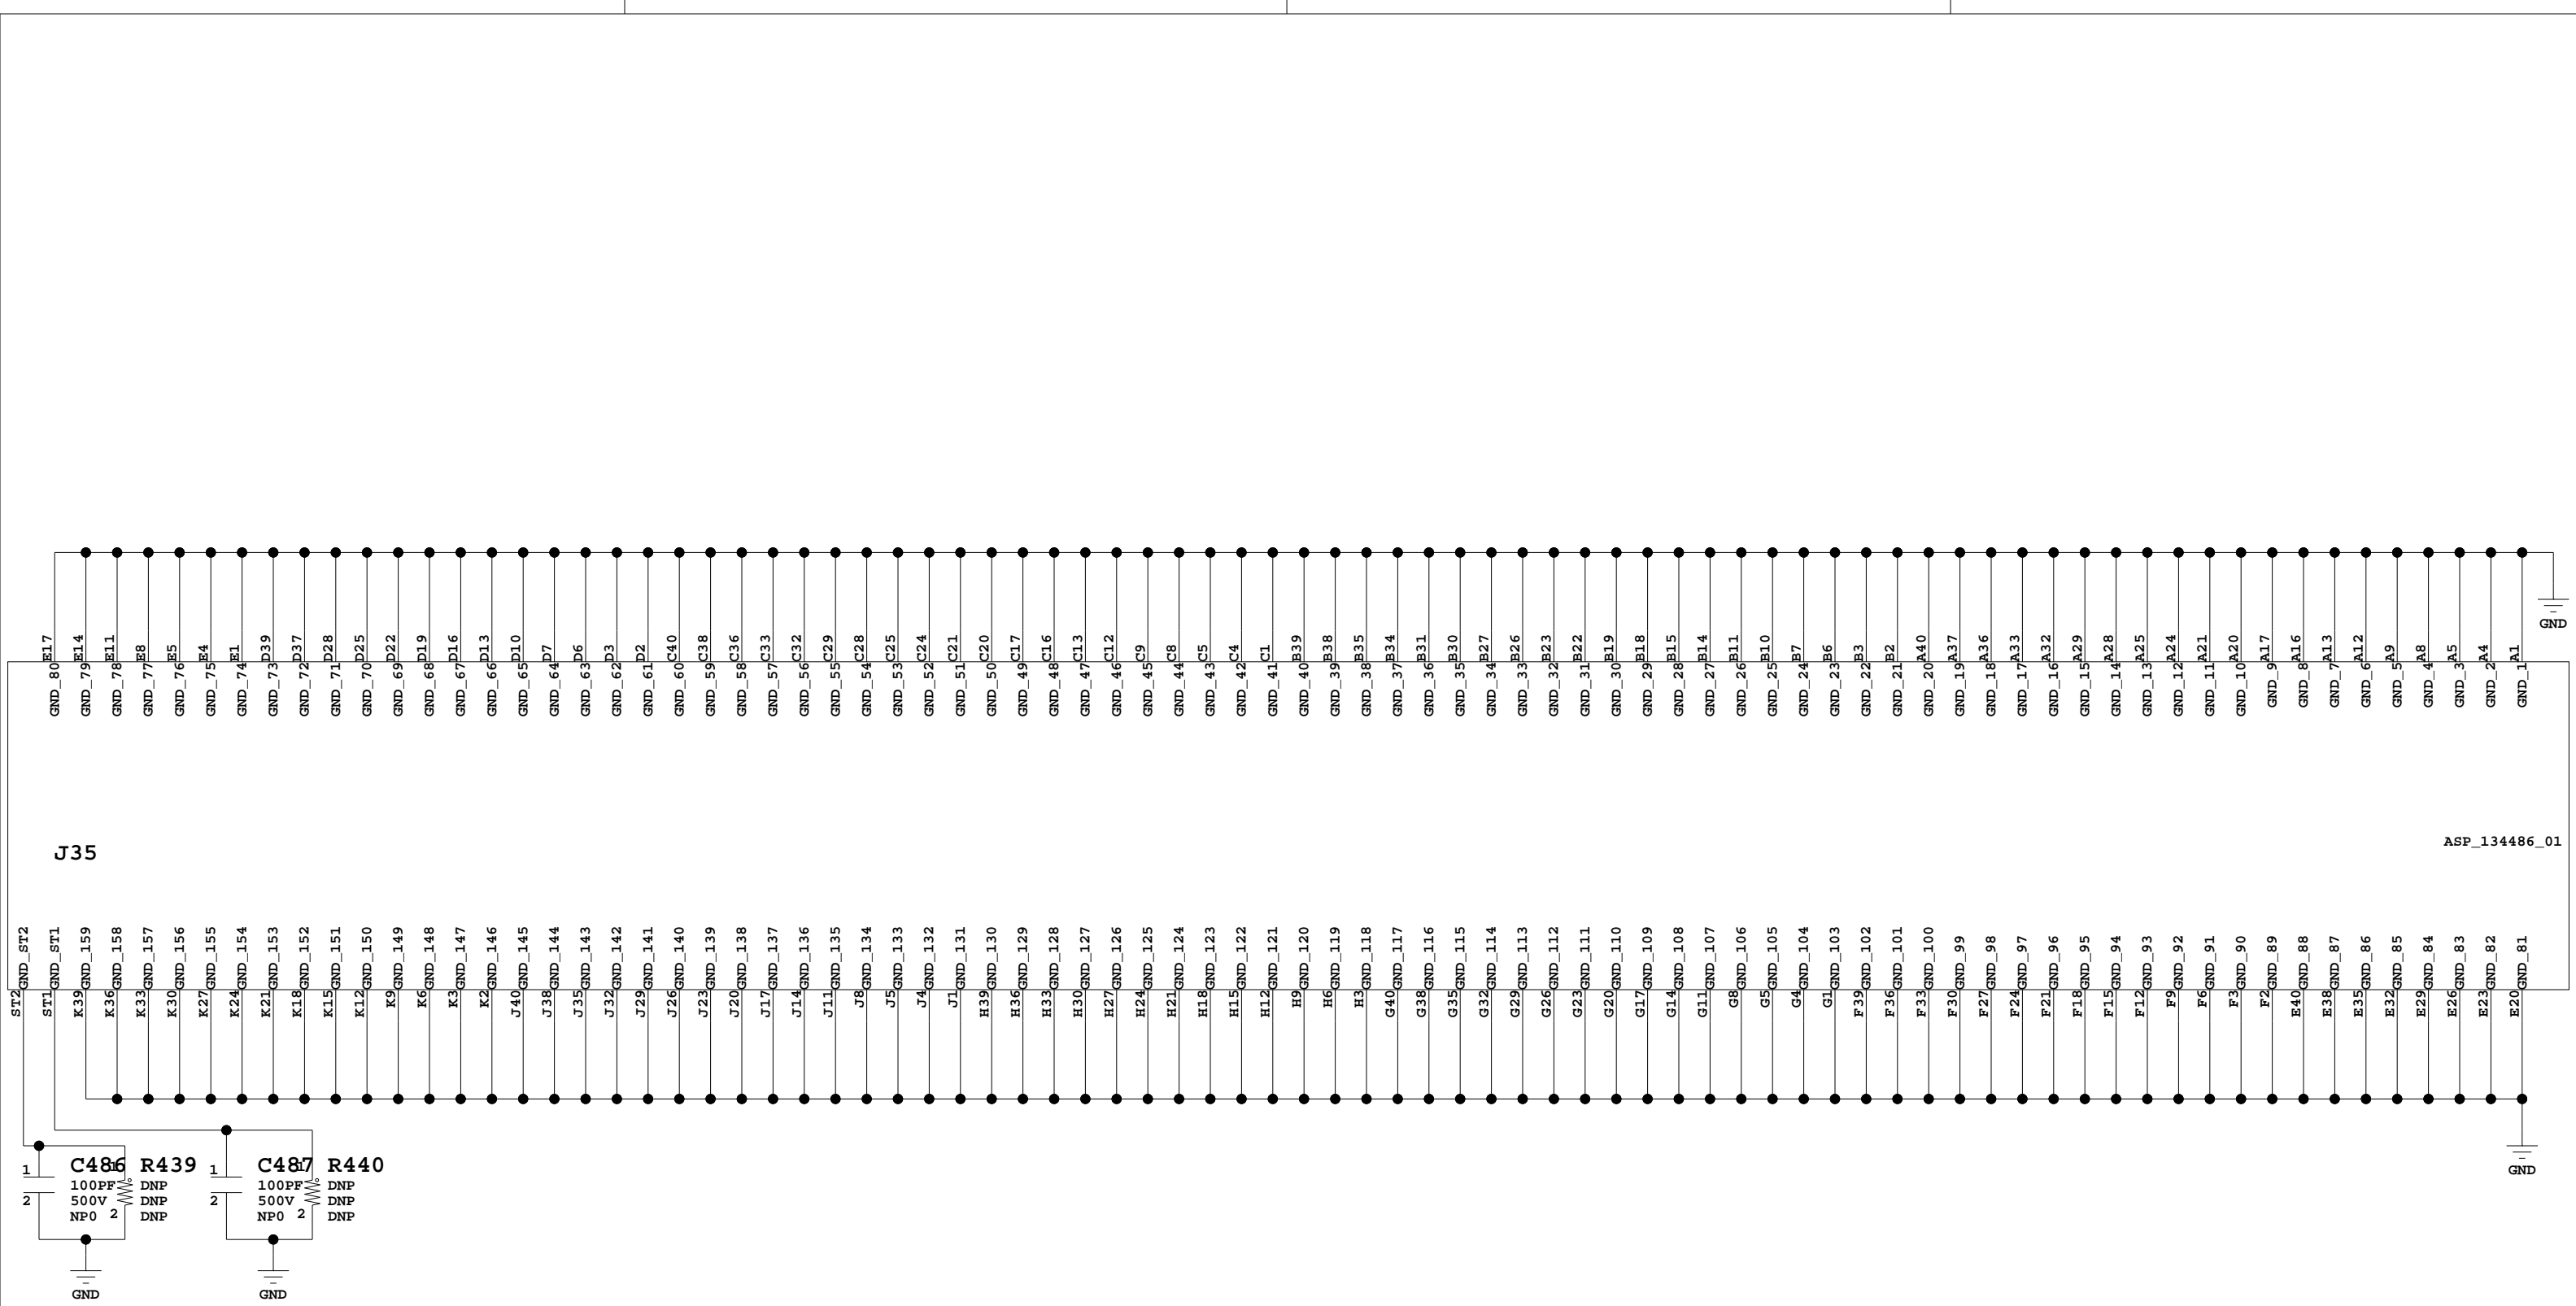 E17 E14 E11 E8 E5 E4 E1 D39 D37 D28 D25 D22 D19 D16 D13 D10 D7 D6 D3 D2 C40 C38 C36 C33 C32 C29 C28 C25 C24 C21 C20 C17 C16 C13 C12 C9 C8 C5 C4 C1 B39 B38 B35 B34 B31 B30 B27 B26 B23 B22 B19 B18 B15 B14 B11 B10 B7 B6 B3 B2 A40 A37 A36 A33 A32 A29 A28 A25 A24 A21 A20 A17 A16 A13 A12 A9 A8 A5 A4 A1
GND
GND_80 GND_79 GND_78 GND_77 GND_76 GND_75 GND_74 GND_73 GND_72 GND_71 GND_70 GND_69 GND_68 GND_67 GND_66 GND_65 GND_64 GND_63 GND_62 GND_61 GND_60 GND_59 GND_58 GND_57 GND_56 GND_55 GND_54 GND_53 GND_52 GND_51 GND_50 GND_49 GND_48 GND_47 GND_46 GND_45 GND_44 GND_43 GND_42 GND_41 GND_40 GND_39 GND_38 GND_37 GND_36 GND_35 GND_34 GND_33 GND_32 GND_31 GND_30 GND_29 GND_28 GND_27 GND_26 GND_25 GND_24 GND_23 GND_22 GND_21 GND_20 GND_19 GND_18 GND_17 GND_16 GND_15 GND_14 GND_13 GND_12 GND_11 GND_10 GND_9 GND_8 GND_7 GND_6 GND_5 GND_4 GND_3 GND_2 GND_1
J35
ASP_134486_01
GND_ST2 GND_ST1 GND_159 GND_158 GND_157 GND_156 GND_155 GND_154 GND_153 GND_152 GND_151 GND_150 GND_149 GND_148 GND_147 GND_146 GND_145 GND_144 GND_143 GND_142 GND_141 GND_140 GND_139 GND_138 GND_137 GND_136 GND_135 GND_134 GND_133 GND_132 GND_131 GND_130 GND_129 GND_128 GND_127 GND_126 GND_125 GND_124 GND_123 GND_122 GND_121 GND_120 GND_119 GND_118 GND_117 GND_116 GND_115 GND_114 GND_113 GND_112 GND_111 GND_110 GND_109 GND_108 GND_107 GND_106 GND_105 GND_104 GND_103 GND_102 GND_101 GND_100 GND_99 GND_98 GND_97 GND_96 GND_95 GND_94 GND_93 GND_92 GND_91 GND_90 GND_89 GND_88 GND_87 GND_86 GND_85 GND_84 GND_83 GND_82 GND_81
ST2 ST1 K39 K36 K33 K30 K27 K24 K21 K18 K15 K12 K9 K6 K3 K2 J40 J38 J35 J32 J29 J26 J23 J20 J17 J14 J11 J8 J5 J4 J1 H39 H36 H33 H30 H27 H24 H21 H18 H15 H12 H9 H6 H3 G40 G38 G35 G32 G29 G26 G23 G20 G17 G14 G11 G8 G5 G4 G1 F39 F36 F33 F30 F27 F24 F21 F18 F15 F12 F9 F6 F3 F2 E40 E38 E35 E32 E29 E26 E23 E20
1 C486 1 R439 1 C487 1 R440
GND
100PF DNP 100PF DNP
2 500V DNP 2 500V DNP
NP0 2 DNP NP0 2 DNP
GND GND